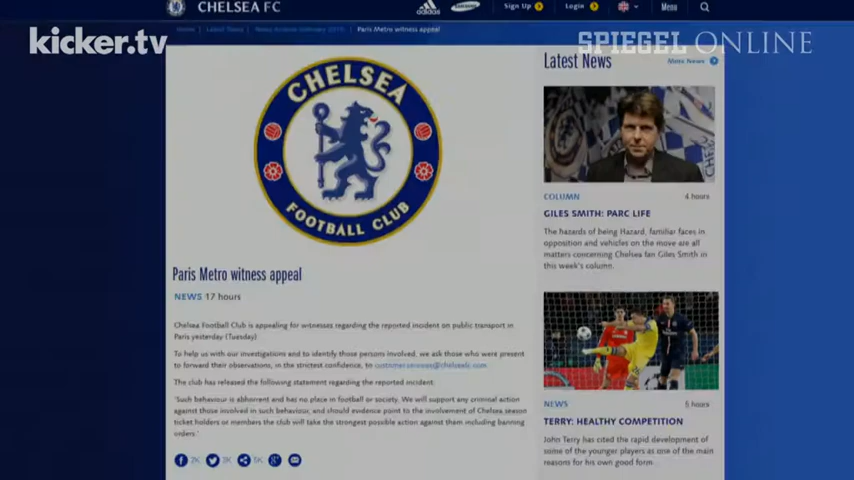 CHELSEA FC
adidas
SAMSUNG
Sign Up
Login
Menu
kicker.tv
SPIEGEL ONLINE
Home
Latest News
Paris Metro witness appeal
CHELSEA
FOOTBALL CLUB
Paris Metro witness appeal
NEWS 17 hours
Chelsea Football Club is appealing for witnesses regarding the reported incident on public transport in
Paris yesterday (Tuesday)
To help us with our investigations and to identify those persons involved, we ask those who were present
to forward their observations, in the strictest confidence, to
The club has released the following statement regarding the reported incident:
'Such behaviour is abhorrent and has no place in football or society. We will support any criminal action
against those involved in such behaviour, and should evidence point to the involvement of Chelsea season
ticket holders or members the club will take the strongest possible action against them including banning
orders.'
2K
5K
Latest News
More News
COLUMN
4 hours
GILES SMITH: PARC LIFE
The hazards of being Hazard, familiar faces in
opposition and vehicles on the move are all
matters concerning Chelsea fan Giles Smith in
this week's column.
NEWS
5 hours
TERRY: HEALTHY COMPETITION
John Terry has cited the rapid development of
some of the younger players as one of the main
reasons for his own good form